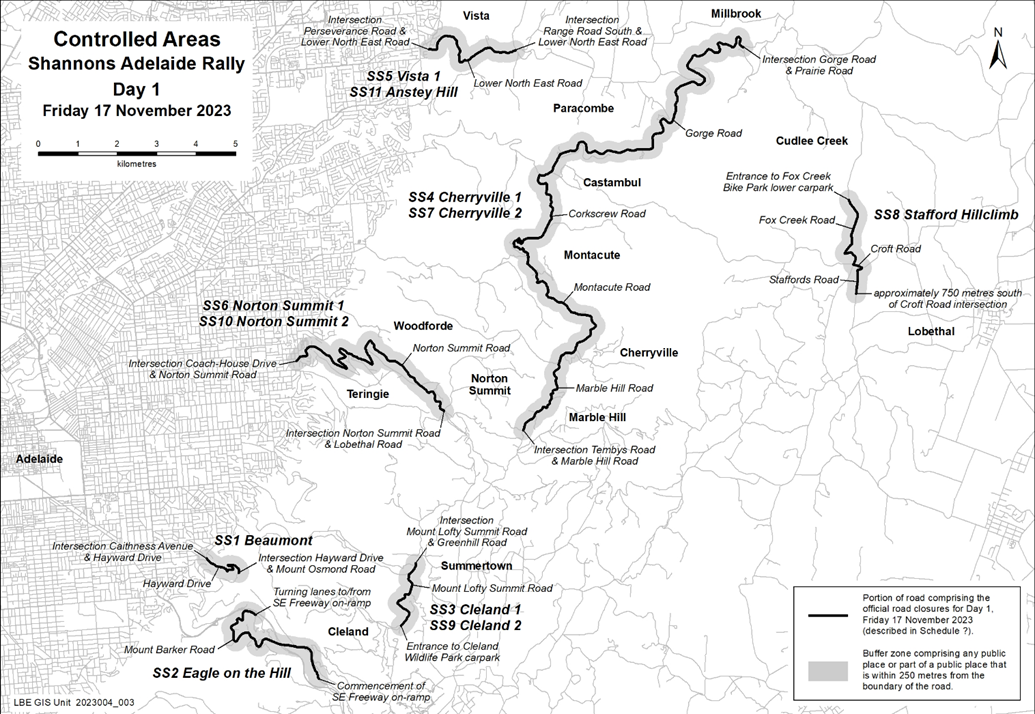 Controlled Areas
Shannons Adelaide Rally
Day 1
Friday 17 November 2023
0 1 2 3 4 5
kilometres
Intersection
Perseverance Road &
Lower North East Road
Vista
Intersection
Range Road South &
Lower North East Road
Lower North East Road
SS5 Vista 1
SS11 Anstey Hill
Millbrook
Intersection Gorge Road
& Prairie Road
N
Paracombe
Gorge Road
Cudlee Creek
Castambul
SS4 Cherryville 1
SS7 Cherryville 2
Corkscrew Road
Entrance to Fox Creek
Bike Park lower carpark
Fox Creek Road
SS8 Stafford Hillclimb
Croft Road
Staffords Road
approximately 750 metres south
of Croft Road intersection
Lobethal
Montacute
Montacute Road
SS6 Norton Summit 1
SS10 Norton Summit 2
Woodforde
Norton Summit Road
Intersection Coach-House Drive
& Norton Summit Road
Teringie
Norton
Summit
Cherryville
Marble Hill Road
Marble Hill
Intersection Norton Summit Road
& Lobethal Road
Intersection Tembys Road
& Marble Hill Road
Adelaide
SS1 Beaumont
Intersection Caithness Avenue
& Hayward Drive
Intersection Hayward Drive
& Mount Osmond Road
Hayward Drive
Turning lanes to/from
SE Freeway on-ramp
Intersection
Mount Lofty Summit Road
& Greenhill Road
Summertown
Mount Lofty Summit Road
SS3 Cleland 1
SS9 Cleland 2
Cleland
Entrance to Cleland
Wildlife Park carpark
Mount Barker Road
SS2 Eagle on the Hill
Commencement of
SE Freeway on-ramp
Portion of road comprising the
official road closures for Day 1,
Friday 17 November 2023
(described in Schedule ?).
Buffer zone comprising any public
place or part of a public place that
is within 250 metres from the
boundary of the road.
LBE GIS Unit 2023004_003